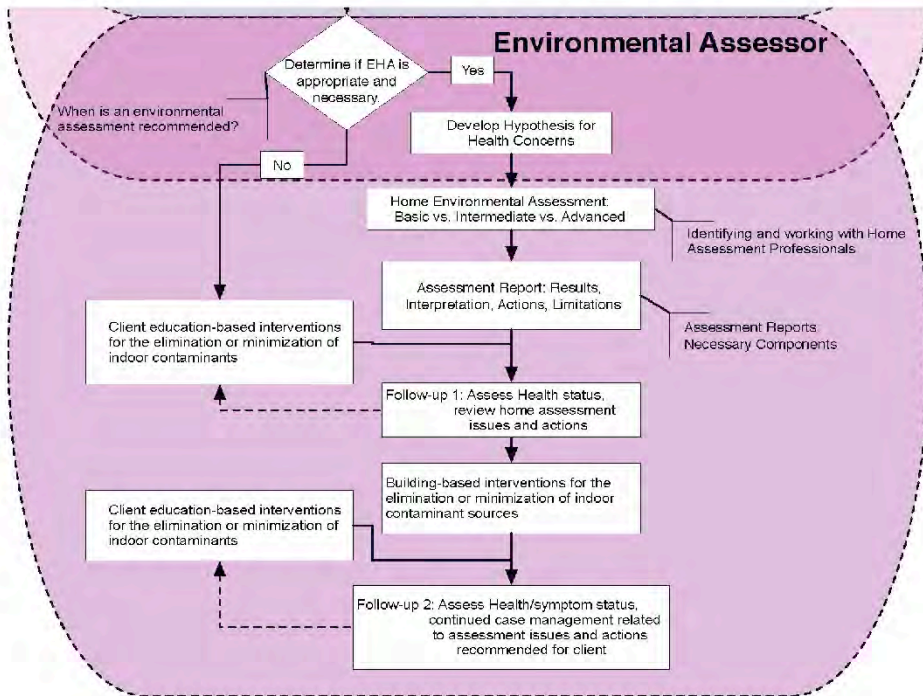 Environmental Assessor
Determine if EHA is
appropriate and
necessary.
Yes
When is an environmental
assessment recommended?
Develop Hypothesis for
Health Concerns
No
Home Environmental Assessment:
Basic vs. Intermediate vs. Advanced
Identifying and working with Home
Assessment Professionals
Assessment Report: Results,
Interpretation, Actions, Limitations
Client education-based interventions
for the elimination or minimization of
indoor contaminants
Assessment Reports
Necessary Components
Follow-up 1: Assess Health status,
review home assessment
issues and actions
Building-based interventions for the
elimination or minimization of indoor
contaminant sources
Client education-based interventions
for the elimination or minimization of
indoor contaminants
Follow-up 2: Assess Health/symptom status,
continued case management related
to assessment issues and actions
recommended for client